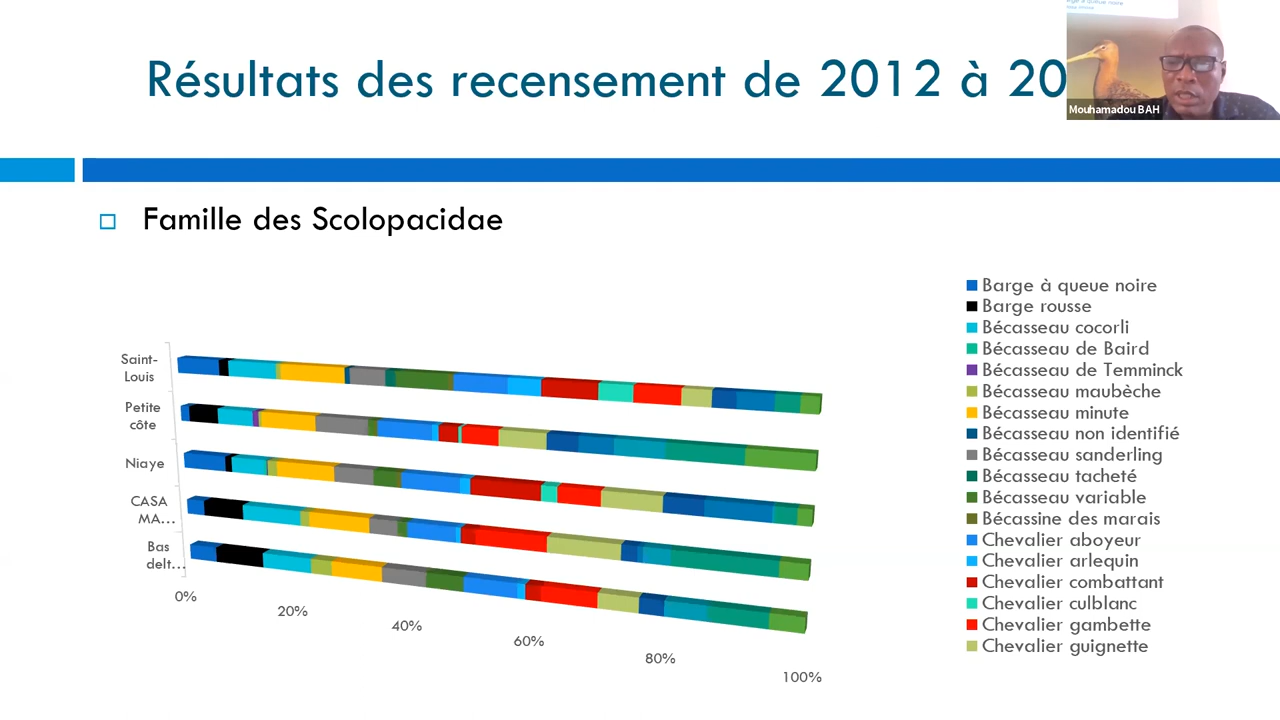 Résultats des recensement de 2012 à 20
Mouhamadou BAH
Famille des Scolopacidae
Saint-
Louis
Petite
côte
Niaye
CASA
MA...
Bas
delt...
0%
20%
40%
60%
80%
100%
Barge à queue noire
Barge rousse
Bécasseau cocorli
Bécasseau de Baird
Bécasseau de Temminck
Bécasseau maubèche
Bécasseau minute
Bécasseau non identifié
Bécasseau sanderling
Bécasseau tacheté
Bécasseau variable
Bécassine des marais
Chevalier aboyeur
Chevalier arlequin
Chevalier combattant
Chevalier culblanc
Chevalier gambette
Chevalier guignette